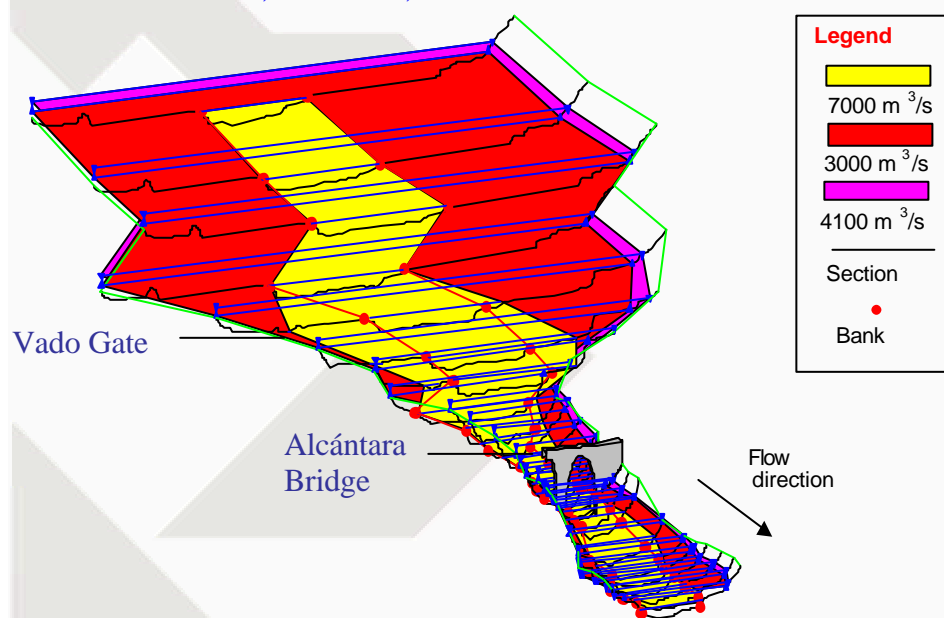 Legend
7000 m 3/s
3000 m 3/s
4100 m 3/s
Section
Bank
Vado Gate
Alcántara
Bridge
Flow
direction